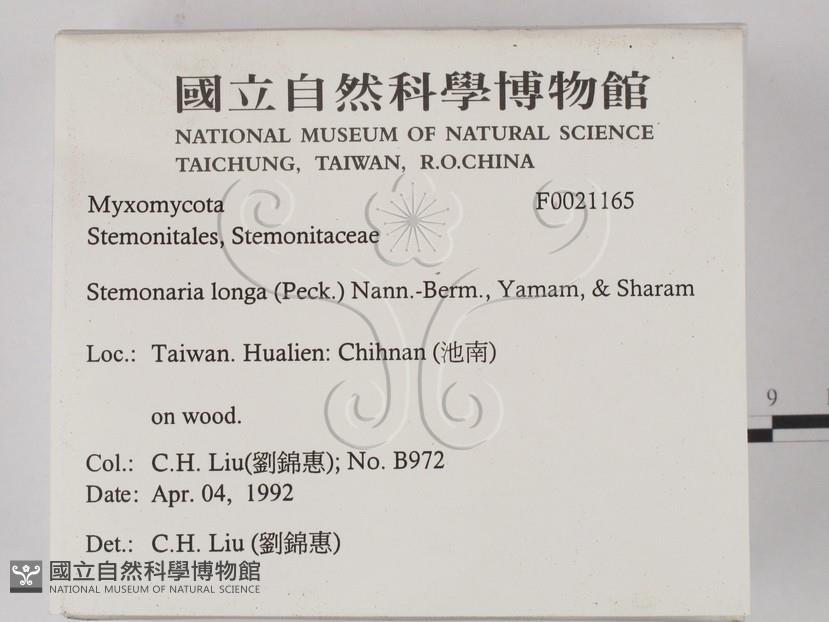 國立自然科學博物館
NATIONAL MUSEUM OF NATURAL SCIENCE
TAICHUNG, TAIWAN, R.O.CHINA
Myxomycota F0021165
Stemonitales, Stemonitaceae
Stemonaria longa (Peck.) Nann.-Berm., Yamam, & Sharam
Loc.: Taiwan. Hualien: Chihnan (池南)
on wood.
Col.: C.H. Liu(劉錦惠); No. B972
Date: Apr. 04, 1992
Det.: C.H. Liu (劉錦惠)
國立自然科學博物館
NATIONAL MUSEUM OF NATURAL SCIENCE
9